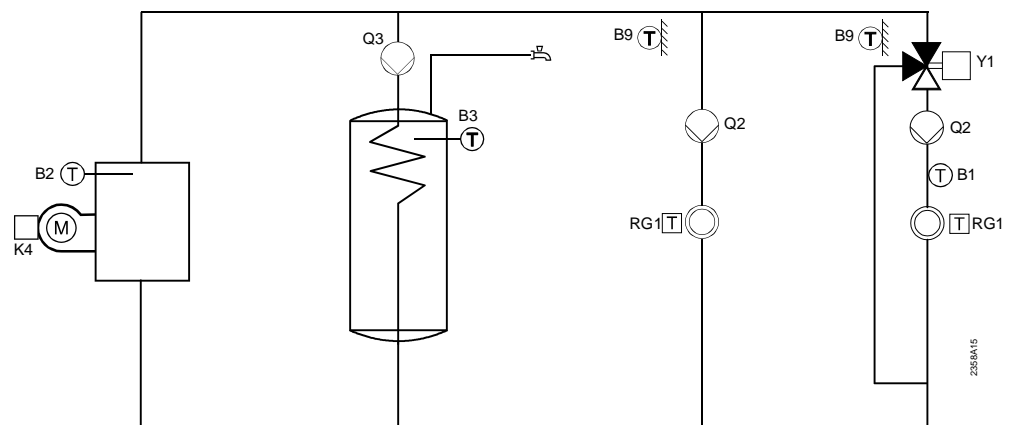 Q3
B9 T
B9 T
Y1
B3
T
Q2
Q2
B2 T
T B1
M
K4
RG1 T
T RG1
2358A15